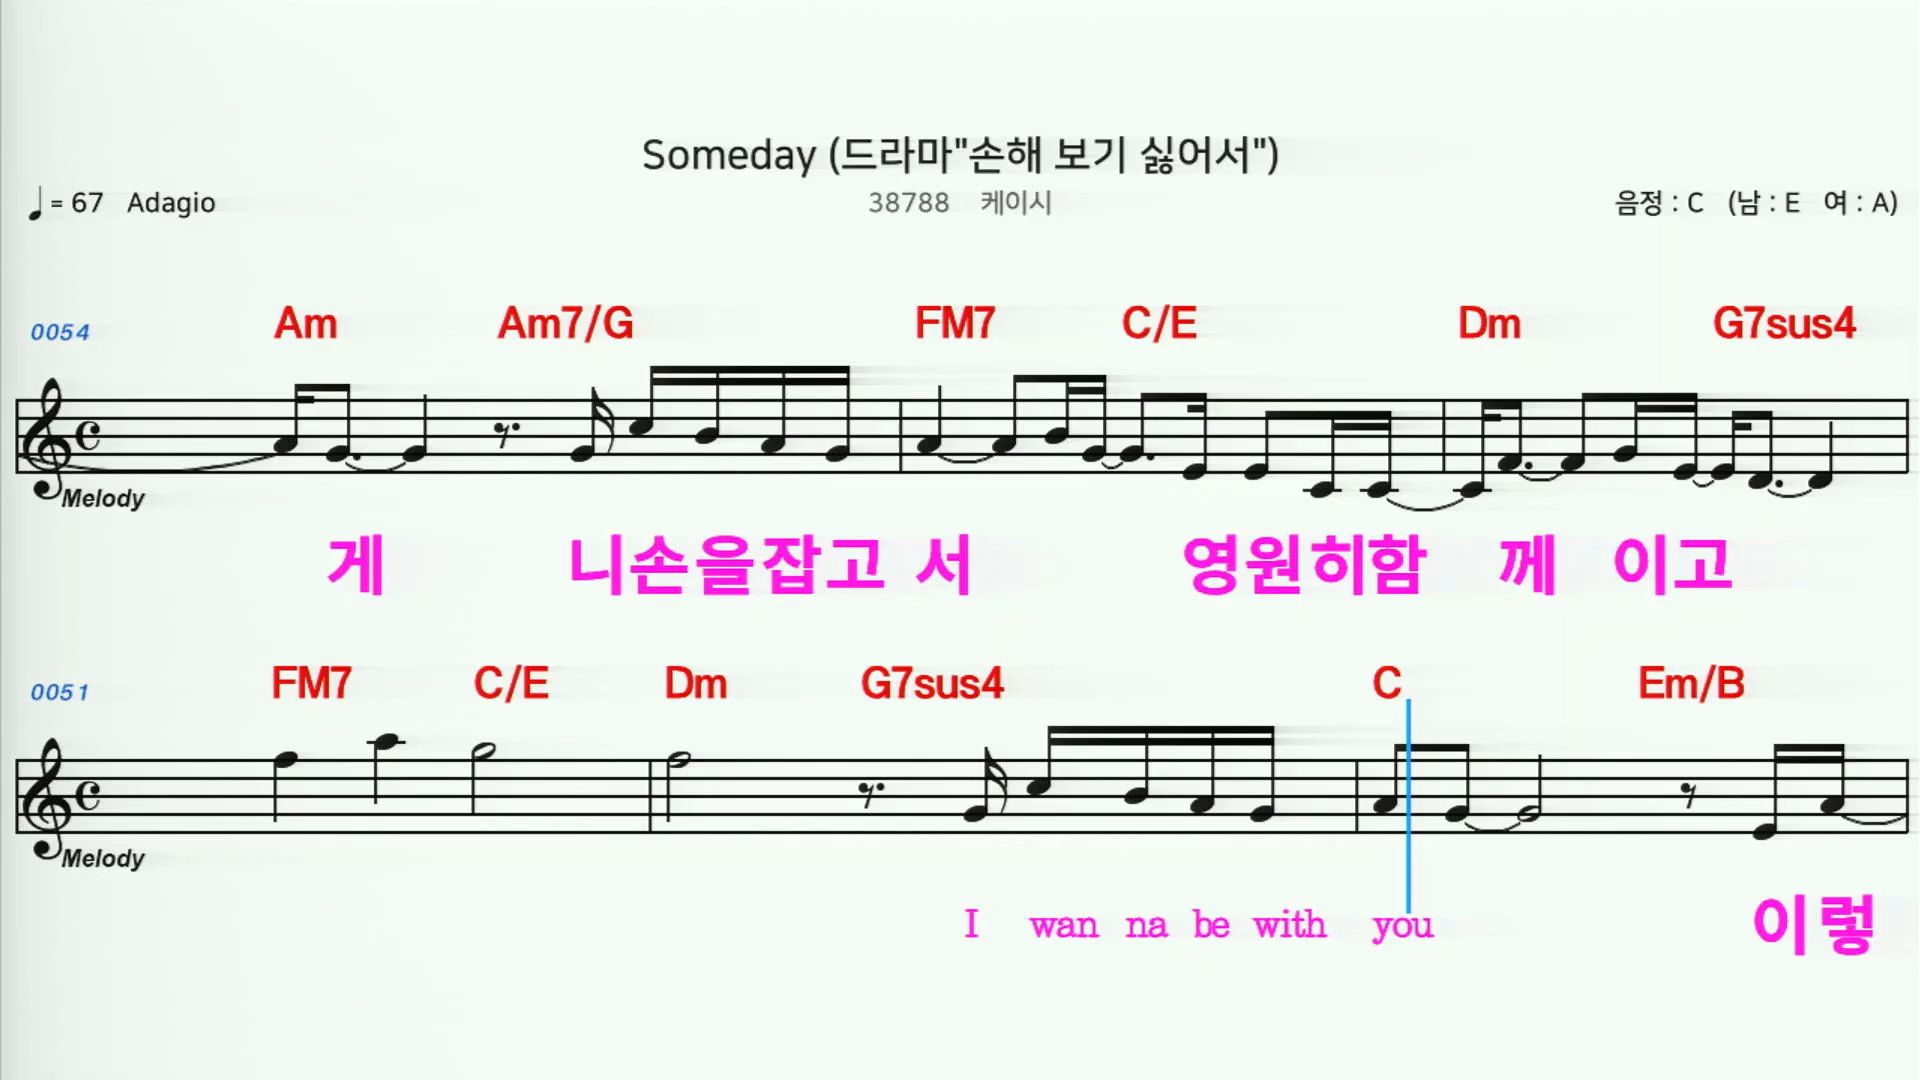 Someday (드라마"손해 보기 싫어서")
♩= 67 Adagio 38788 케이시 음정 : C (남 : E 여 : A)
0054 Am Am7/G FM7 C/E Dm G7sus4
Melody
게 니손을잡고 서 영원히함 께 이고
0051 FM7 C/E Dm G7sus4 C Em/B
Melody
I wan na be with you 이렇